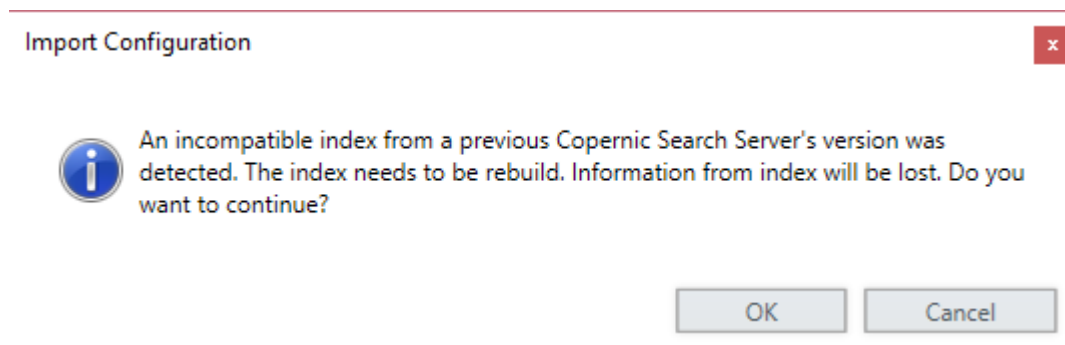 Import Configuration
x
An incompatible index from a previous Copernic Search Server's version was
detected. The index needs to be rebuild. Information from index will be lost. Do you
want to continue?
OK
Cancel